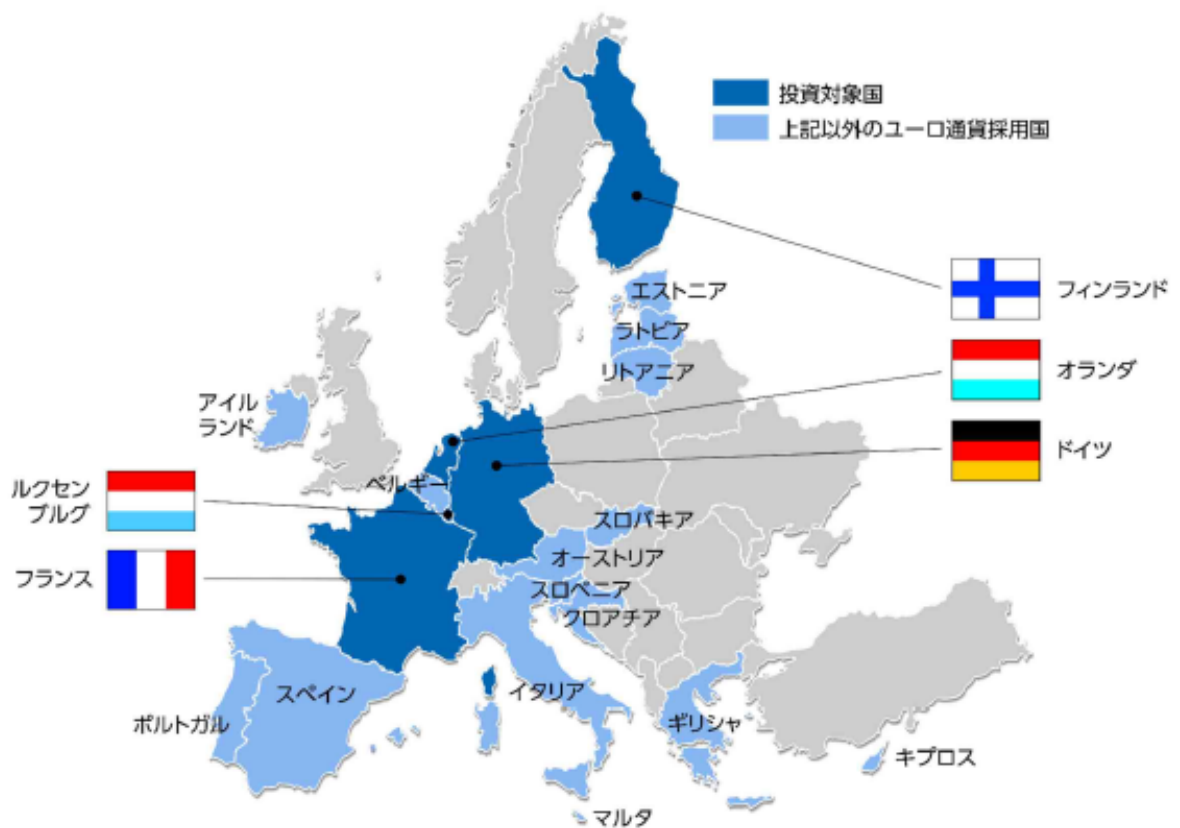 投資対象国
上記以外のユーロ通貨採用国
フィンランド
エストニア
ラトビア
オランダ
リトアニア
アイル
ランド
ドイツ
ベルギー
ルクセン
ブルグ
スロバキア
オーストリア
フランス
スロベニア
クロアチア
スペイン
イタリア
ポルトガル
ギリシャ
キプロス
マルタ